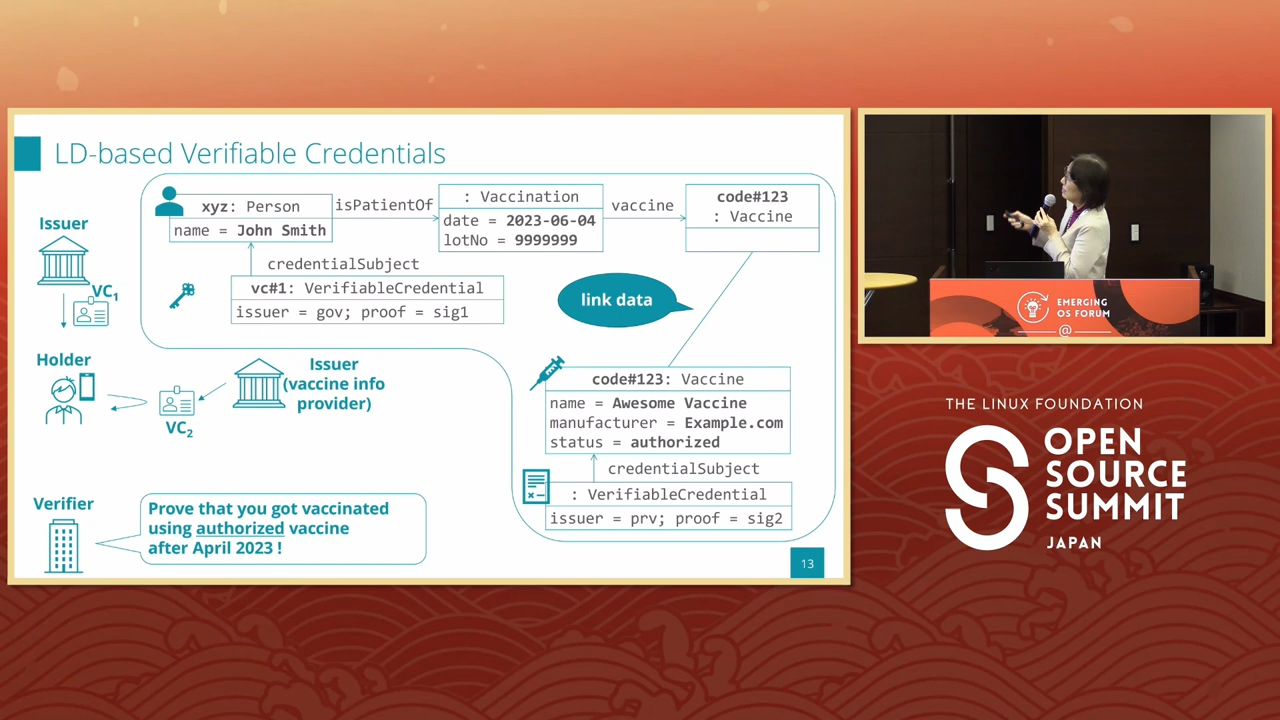 LD-based Verifiable Credentials
Issuer
VC1
Holder
VC2
Issuer
(vaccine info
provider)
Verifier
Prove that you got vaccinated
using authorized vaccine
after April 2023 !
xyz: Person
name = John Smith
isPatientOf
: Vaccination
date = 2023-06-04
lotNo = 9999999
vaccine
code#123
: Vaccine
credentialSubject
vc#1: VerifiableCredential
issuer = gov; proof = sig1
link data
code#123: Vaccine
name = Awesome Vaccine
manufacturer = Example.com
status = authorized
credentialSubject
: VerifiableCredential
issuer = prv; proof = sig2
13
EMERGING
OS FORUM
@
THE LINUX FOUNDATION
OPEN
SOURCE
SUMMIT
JAPAN